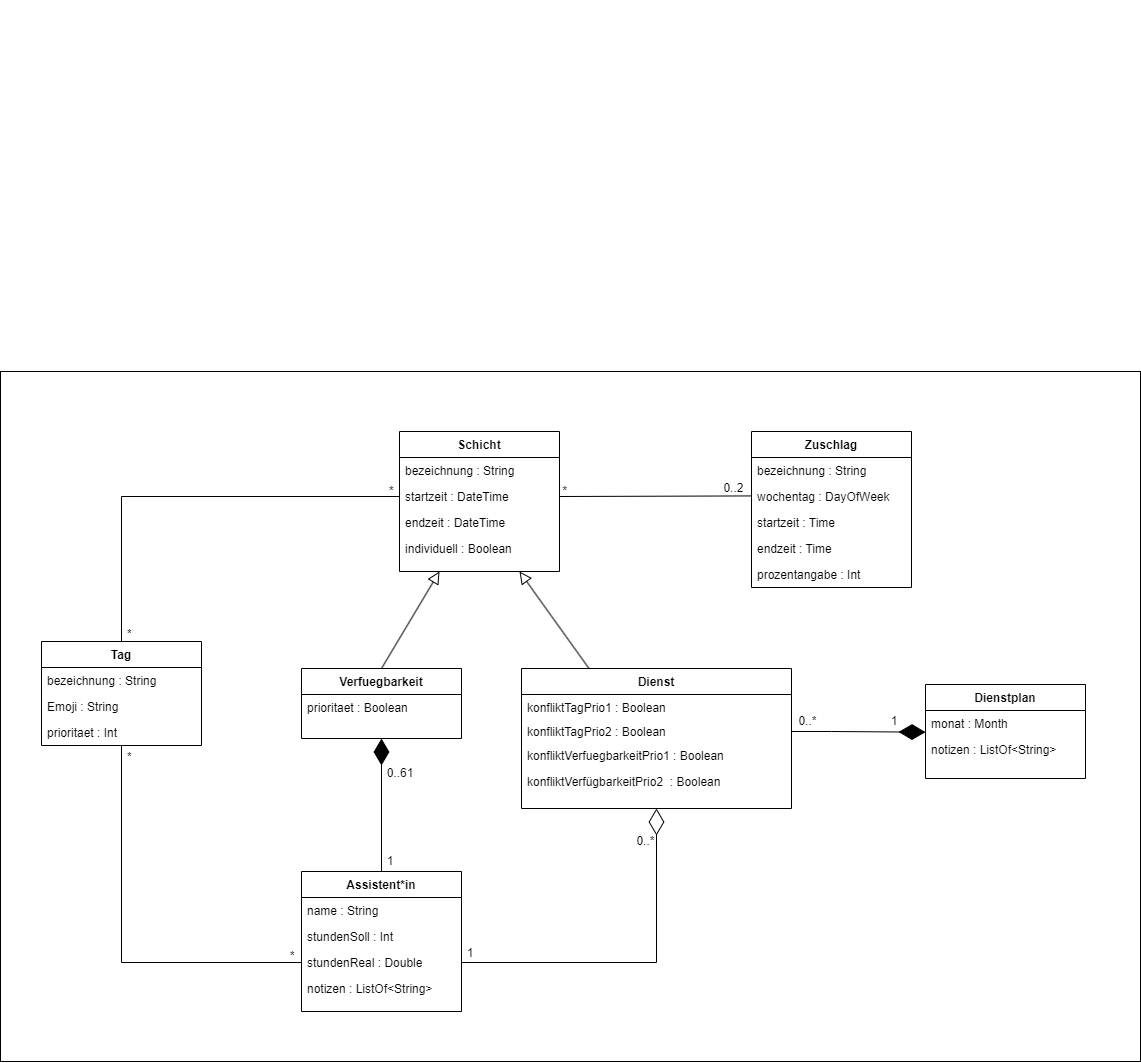 Schicht
bezeichnung : String
startzeit : DateTime
endzeit : DateTime
individuell : Boolean
*
*
0..2
Zuschlag
bezeichnung : String
wochentag : DayOfWeek
startzeit : Time
endzeit : Time
prozentangabe : Int
*
Tag
bezeichnung : String
Emoji : String
prioritaet : Int
*
Verfuegbarkeit
prioritaet : Boolean
0..61
1
Dienst
konfliktTagPrio1 : Boolean
konfliktTagPrio2 : Boolean
konfliktVerfuegbarkeitPrio1 : Boolean
konfliktVerfügbarkeitPrio2  : Boolean
0..*
1
Dienstplan
monat : Month
notizen : ListOf<String>
0..*
Assistent*in
name : String
stundenSoll : Int
stundenReal : Double
notizen : ListOf<String>
*
1